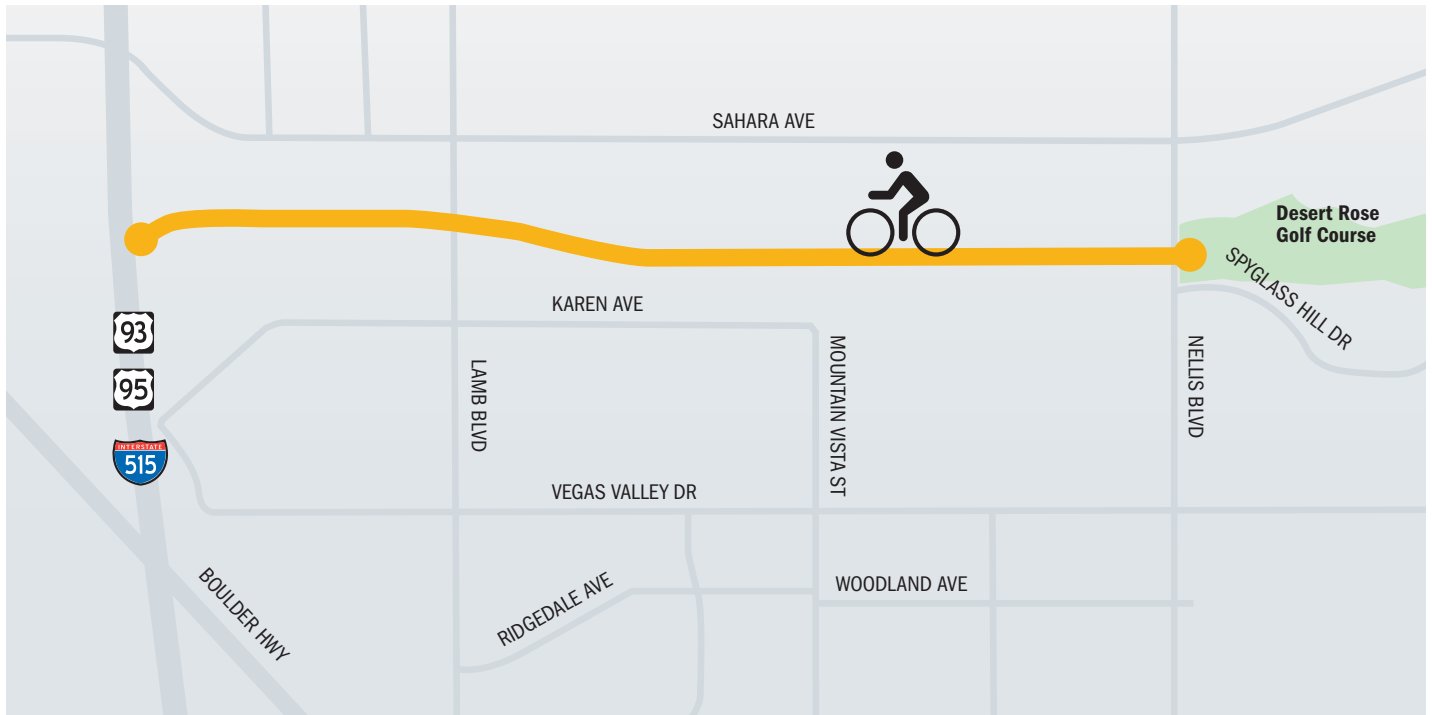 SAHARA AVE
Desert Rose
Golf Course
SPYGLASS HILL DR
KAREN AVE
93
95
INTERSTATE
515
LAMB BLVD
MOUNTAIN VISTA ST
NELLIS BLVD
VEGAS VALLEY DR
BOULDER HWY
RIDGEDALE AVE
WOODLAND AVE